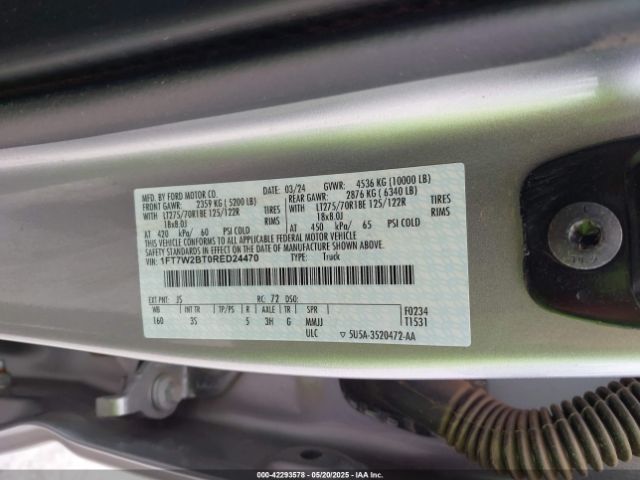 MFD. BY FORD MOTOR CO. DATE: 03/24 GVWR: 4536 KG (10000 LB)
FRONT GAWR: 2359 KG (5200 LB) REAR GAWR: 2876 KG (6340 LB)
WITH LT275/70R18E 125/122R TIRES WITH LT275/70R18E 125/122R TIRES
18x8.0J RIMS 18x8.0J RIMS
AT 420 kPa/ 60 PSI COLD AT 450 kPa/ 65 PSI COLD
THIS VEHICLE CONFORMS TO ALL APPLICABLE FEDERAL MOTOR VEHICLE
SAFETY STANDARDS IN EFFECT ON THE DATE OF MANUFACTURE SHOWN ABOVE.
VIN: 1FT7W2BT0RED24470 TYPE: Truck
EXT PNT: JS RC: 72 DSO:
WB INT TR TP/PS R AXLE TR SPR F0234
160 3S 5 3H G MMJJ T1531
ULC ▽ 5U5A-3520472-AA
000-42293578 - 05/20/2025 - IAAI.COM